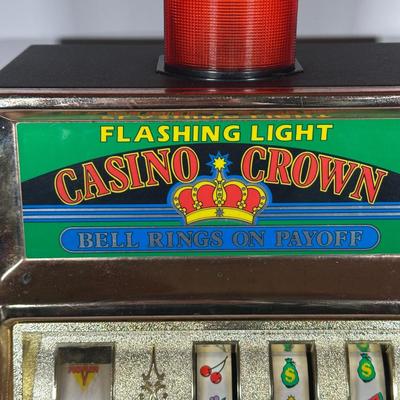 FLASHING LIGHT
CASINO CROWN
BELL RINGS ON PAYOFF
$ $